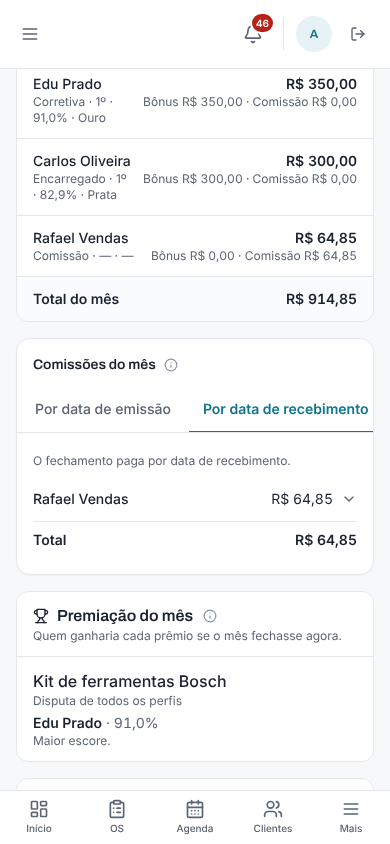 46
A
Edu Prado R$ 350,00
Corretiva · 1º · Bônus R$ 350,00 · Comissão R$ 0,00
91,0% · Ouro
Carlos Oliveira R$ 300,00
Encarregado · 1º Bônus R$ 300,00 · Comissão R$ 0,00
· 82,9% · Prata
Rafael Vendas R$ 64,85
Comissão · — · — Bônus R$ 0,00 · Comissão R$ 64,85
Total do mês R$ 914,85
Comissões do mês
Por data de emissão Por data de recebimento
O fechamento paga por data de recebimento.
Rafael Vendas R$ 64,85
Total R$ 64,85
Premiação do mês
Quem ganharia cada prêmio se o mês fechasse agora.
Kit de ferramentas Bosch
Disputa de todos os perfis
Edu Prado · 91,0%
Maior escore.
Início OS Agenda Clientes Mais